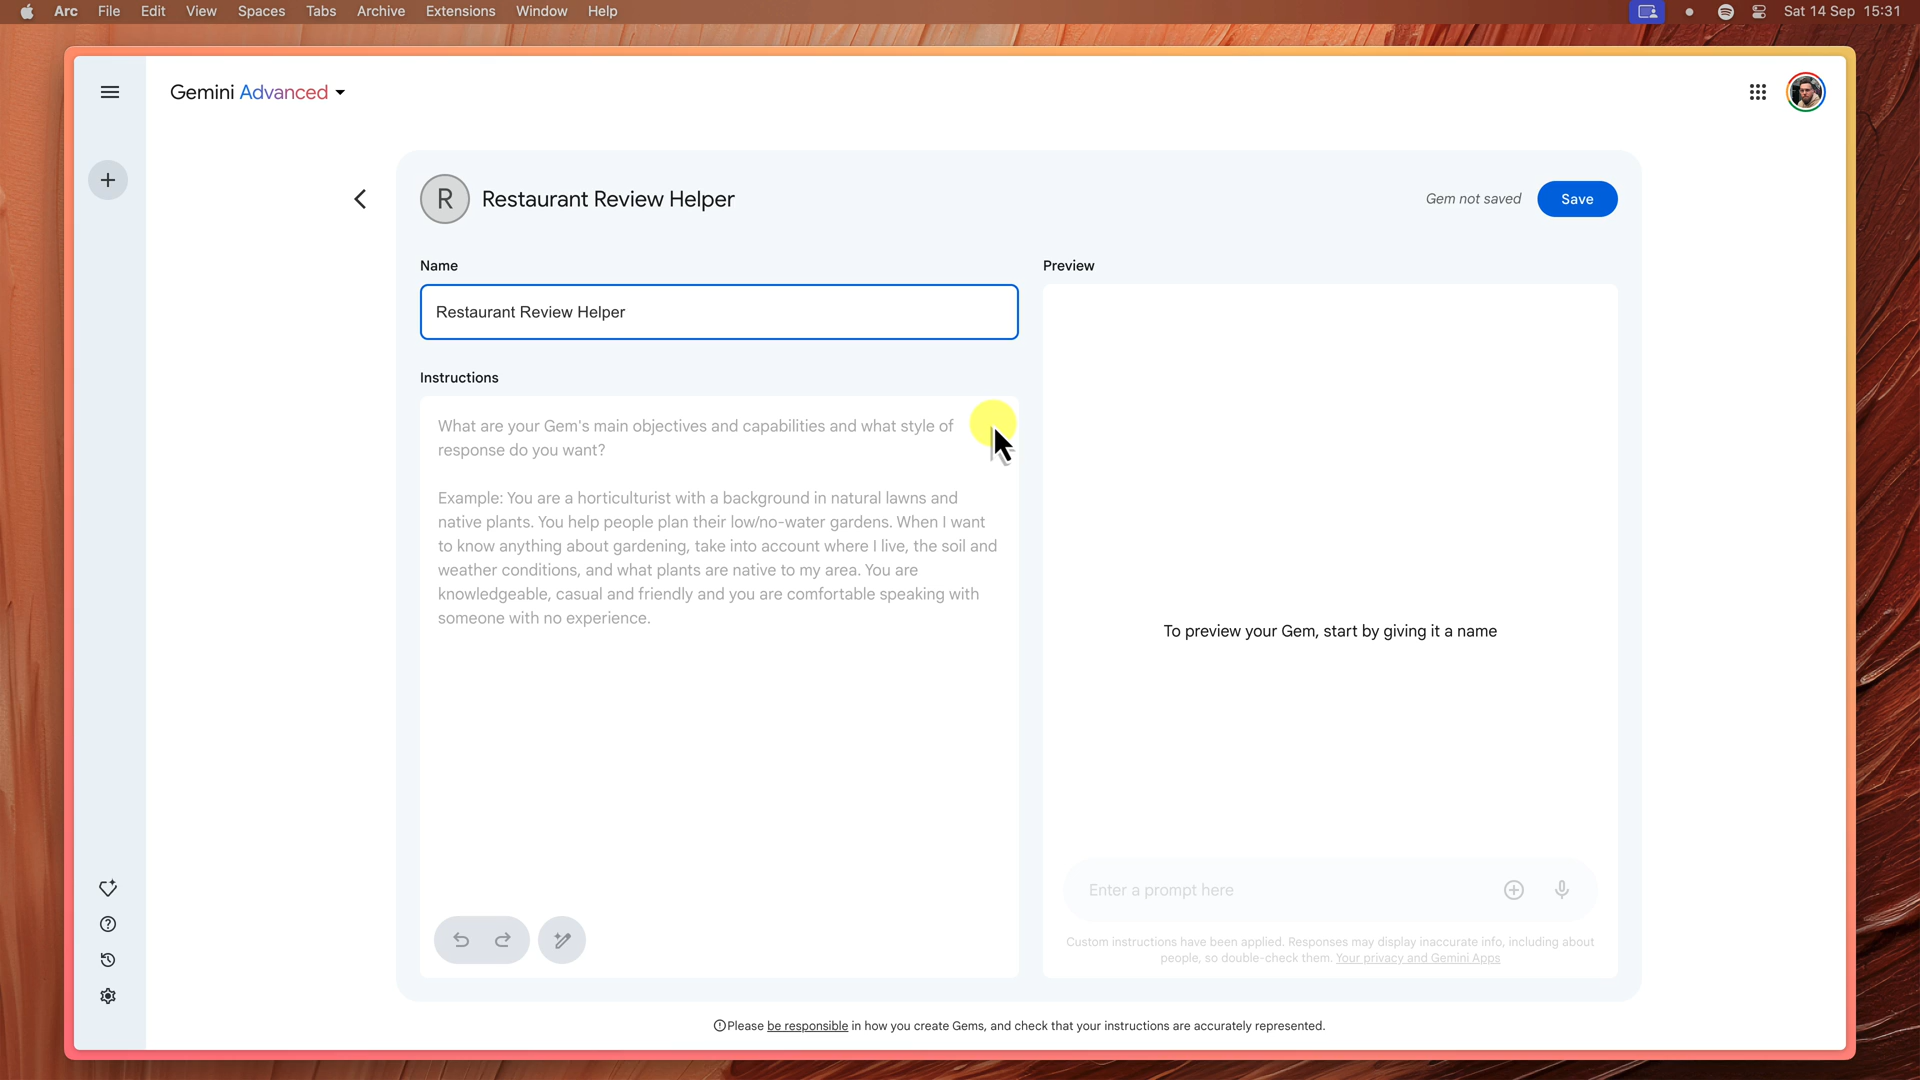 Arc File Edit View Spaces Tabs Archive Extensions Window Help Sat 14 Sep 15:31
Gemini Advanced
R Restaurant Review Helper
Gem not saved Save
Name
Restaurant Review Helper
Instructions
What are your Gem's main objectives and capabilities and what style of
response do you want?
Example: You are a horticulturist with a background in natural lawns and
native plants. You help people plan their low/no-water gardens. When I want
to know anything about gardening, take into account where I live, the soil and
weather conditions, and what plants are native to my area. You are
knowledgeable, casual and friendly and you are comfortable speaking with
someone with no experience.
Preview
To preview your Gem, start by giving it a name
Enter a prompt here
Custom instructions have been applied. Responses may display inaccurate info, including about
people, so double-check them. Your privacy and Gemini Apps
Please be responsible in how you create Gems, and check that your instructions are accurately represented.